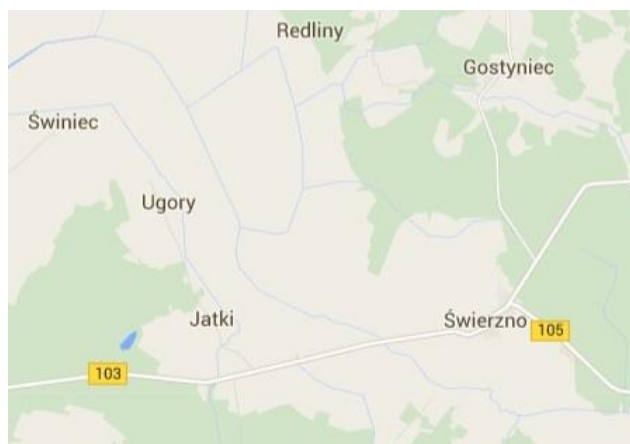 Redliny
Gostyniec
Świniec
Ugory
Jatki
Świerzno
105
103